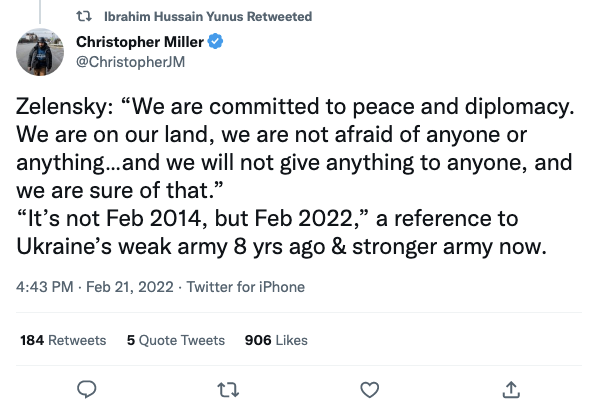 Ibrahim Hussain Yunus Retweeted
Christopher Miller
@ChristopherJM
Zelensky: “We are committed to peace and diplomacy.
We are on our land, we are not afraid of anyone or
anything...and we will not give anything to anyone, and
we are sure of that.”
“It’s not Feb 2014, but Feb 2022,” a reference to
Ukraine’s weak army 8 yrs ago & stronger army now.
4:43 PM · Feb 21, 2022 · Twitter for iPhone
184 Retweets 5 Quote Tweets 906 Likes